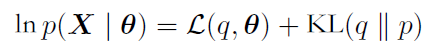 ln p(X | θ) = ℒ(q, θ) + KL(q ∥ p)